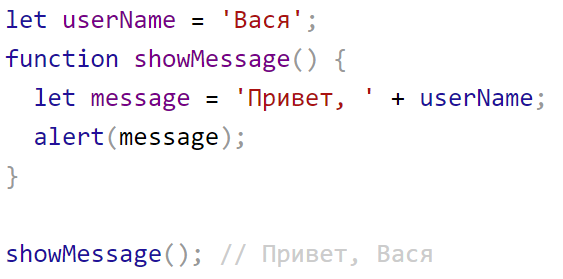 let userName = 'Вася';
function showMessage() {
  let message = 'Привет, ' + userName;
  alert(message);
}
showMessage(); // Привет, Вася